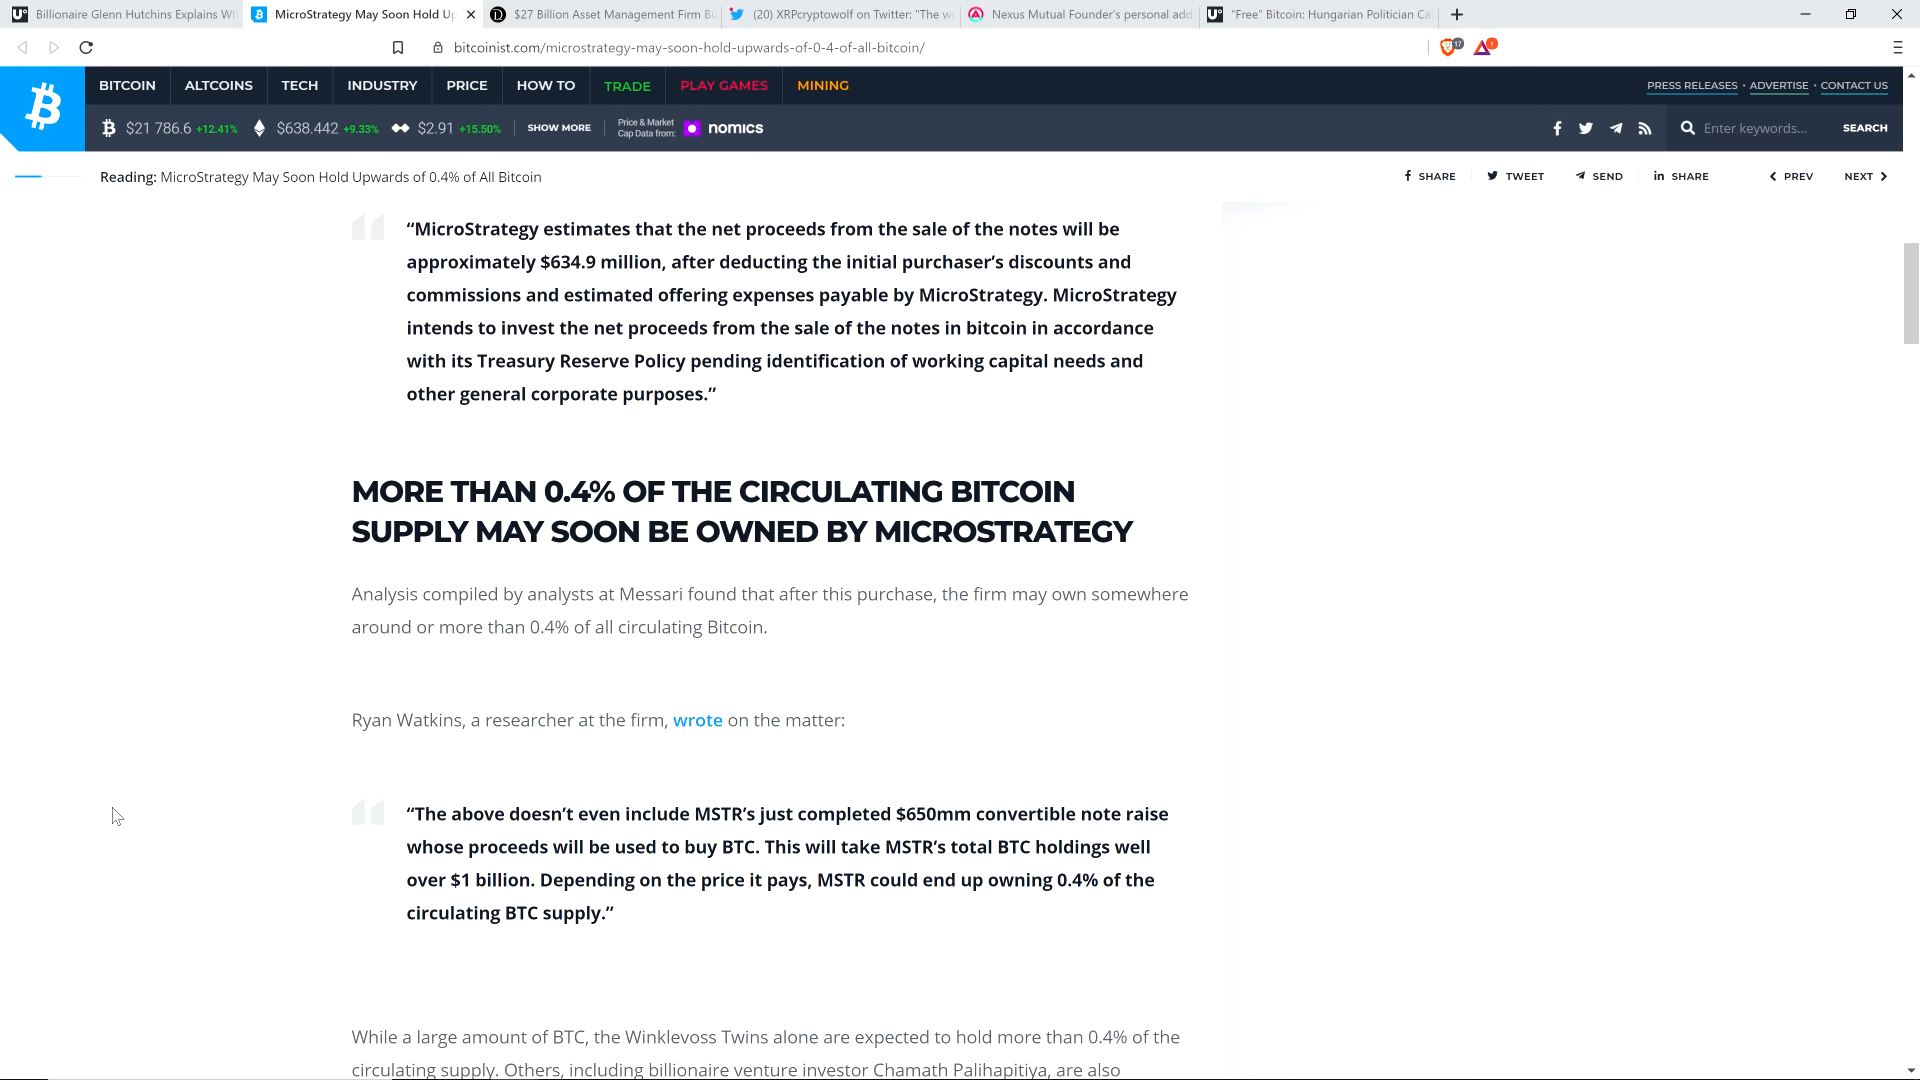 Billionaire Glenn Hutchins Explains Wh
MicroStrategy May Soon Hold Up
$27 Billion Asset Management Firm Bu
(20) XRPcryptowolf on Twitter: "The w
Nexus Mutual Founder's personal add
"Free" Bitcoin: Hungarian Politician Ca
bitcoinist.com/microstrategy-may-soon-hold-upwards-of-0-4-of-all-bitcoin/
17
1
BITCOIN
ALTCOINS
TECH
INDUSTRY
PRICE
HOW TO
TRADE
PLAY GAMES
MINING
PRESS RELEASES · ADVERTISE · CONTACT US
$21 786.6 +12.41%
$638.442 +9.33%
$2.91 +15.50%
SHOW MORE
Price & Market
Cap Data from:
nomics
Enter keywords...
SEARCH
Reading: MicroStrategy May Soon Hold Upwards of 0.4% of All Bitcoin
SHARE
TWEET
SEND
SHARE
PREV
NEXT
“MicroStrategy estimates that the net proceeds from the sale of the notes will be
approximately $634.9 million, after deducting the initial purchaser’s discounts and
commissions and estimated offering expenses payable by MicroStrategy. MicroStrategy
intends to invest the net proceeds from the sale of the notes in bitcoin in accordance
with its Treasury Reserve Policy pending identification of working capital needs and
other general corporate purposes.”
MORE THAN 0.4% OF THE CIRCULATING BITCOIN
SUPPLY MAY SOON BE OWNED BY MICROSTRATEGY
Analysis compiled by analysts at Messari found that after this purchase, the firm may own somewhere
around or more than 0.4% of all circulating Bitcoin.
Ryan Watkins, a researcher at the firm, wrote on the matter:
“The above doesn’t even include MSTR’s just completed $650mm convertible note raise
whose proceeds will be used to buy BTC. This will take MSTR’s total BTC holdings well
over $1 billion. Depending on the price it pays, MSTR could end up owning 0.4% of the
circulating BTC supply.”
While a large amount of BTC, the Winklevoss Twins alone are expected to hold more than 0.4% of the
circulating supply. Others, including billionaire venture investor Chamath Palihapitiya, are also